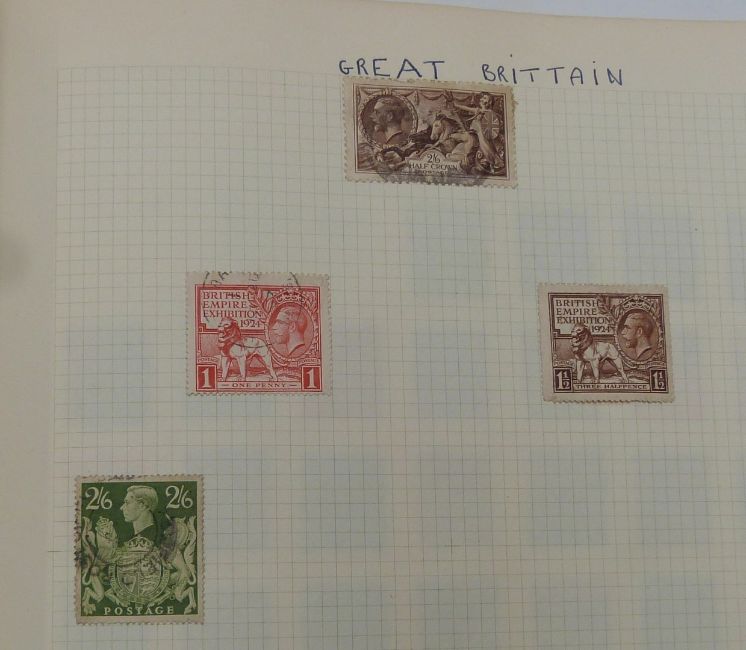 GREAT BRITTAIN
2/6
HALF CROWN
POSTAGE
BRITISH
EMPIRE
EXHIBITION
1924
1 ONE PENNY 1
BRITISH
EMPIRE
EXHIBITION
1924
1½ THREE HALFPENCE 1½
2/6 2/6
POSTAGE